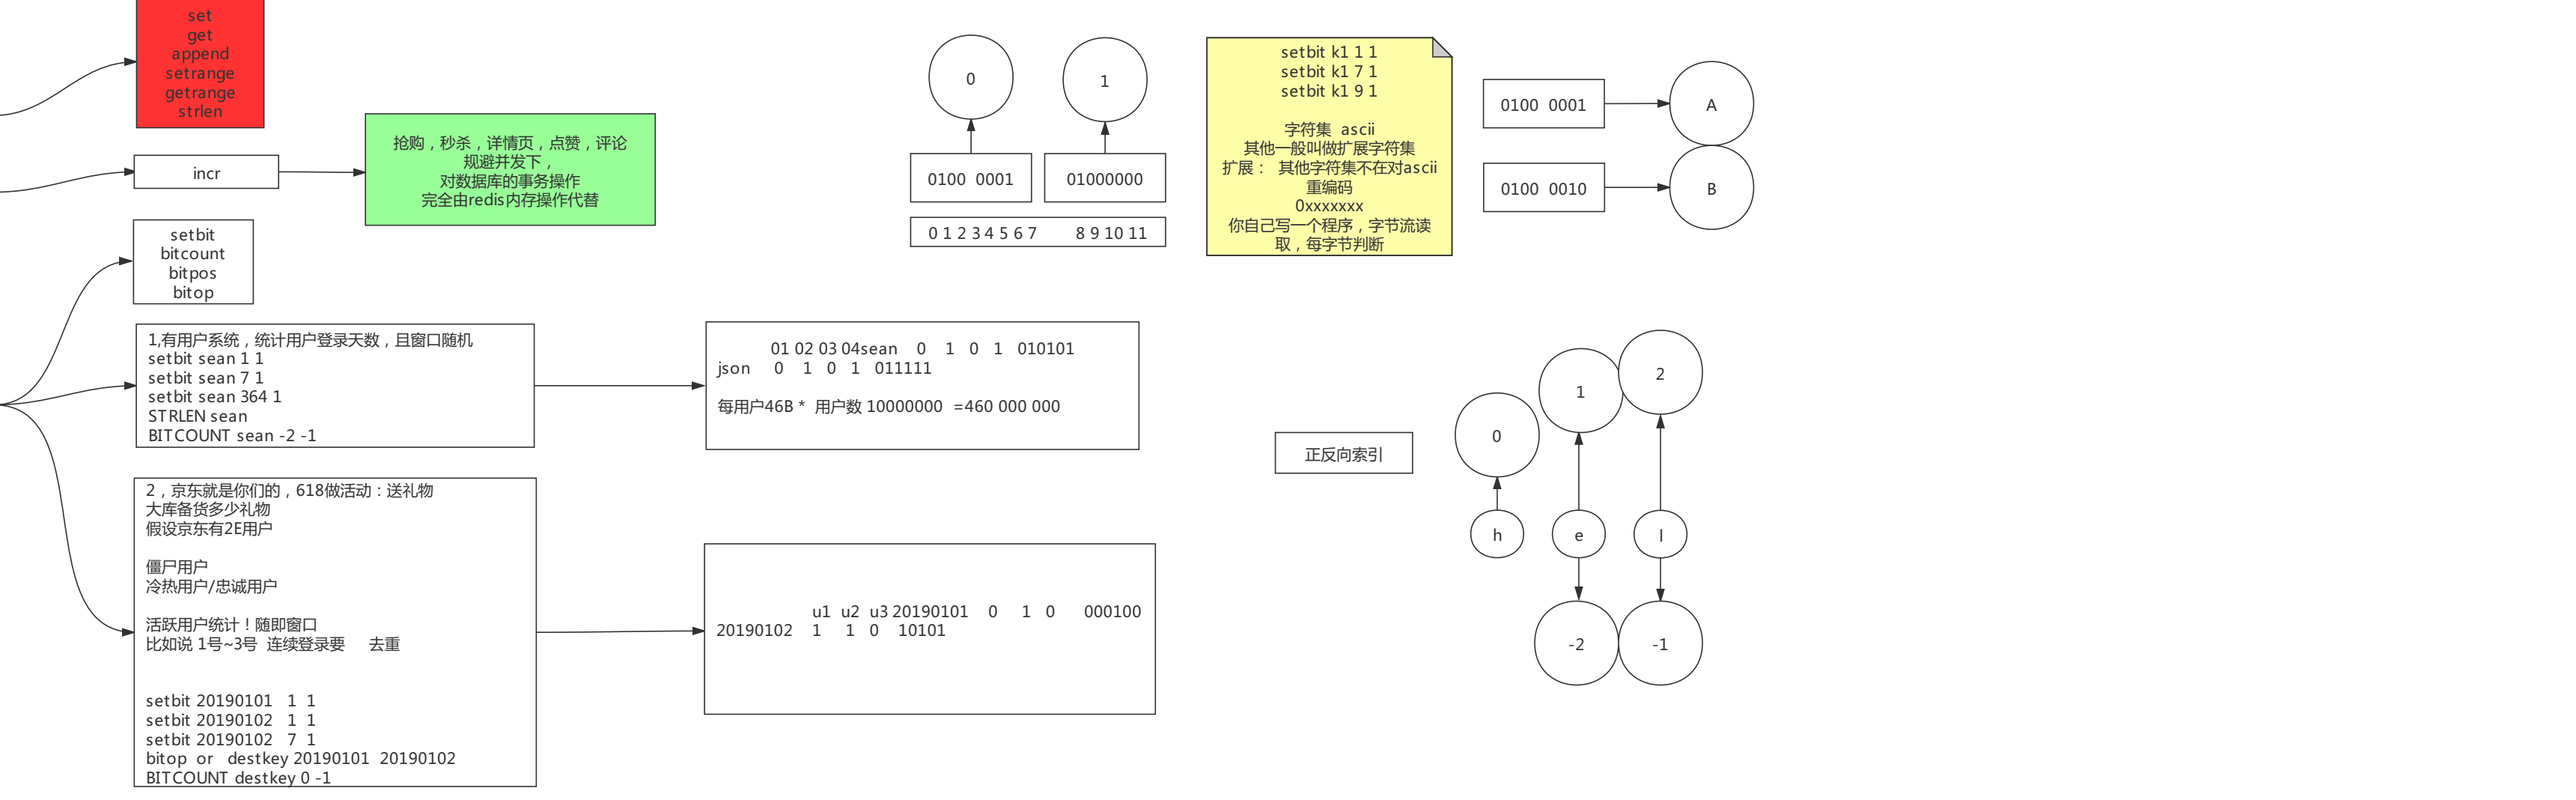 set
get
append
setrange
getrange
strlen
incr
抢购，秒杀，详情页，点赞，评论
规避并发下，
对数据库的事务操作
完全由redis内存操作代替
setbit
bitcount
bitpos
bitop
1,有用户系统，统计用户登录天数，且窗口随机
setbit sean 1 1
setbit sean 7 1
setbit sean 364 1
STRLEN sean
BITCOUNT sean -2 -1
01 02 03 04sean 0 1 0 1 010101
json 0 1 0 1 011111
每用户46B * 用户数 10000000 =460 000 000
2，京东就是你们的，618做活动：送礼物
大库备货多少礼物
假设京东有2E用户
僵尸用户
冷热用户/忠诚用户
活跃用户统计！随即窗口
比如说 1号~3号 连续登录要 去重
setbit 20190101 1 1
setbit 20190102 1 1
setbit 20190102 7 1
bitop or destkey 20190101 20190102
BITCOUNT destkey 0 -1
u1 u2 u3 20190101 0 1 0 000100
20190102 1 1 0 10101
0
1
0100 0001
01000000
0 1 2 3 4 5 6 7 8 9 10 11
setbit k1 1 1
setbit k1 7 1
setbit k1 9 1
字符集 ascii
其他一般叫做扩展字符集
扩展： 其他字符集不在对ascii
重编码
0xxxxxxx
你自己写一个程序，字节流读
取，每字节判断
0100 0001
A
0100 0010
B
正反向索引
0
1
2
h
e
l
-2
-1